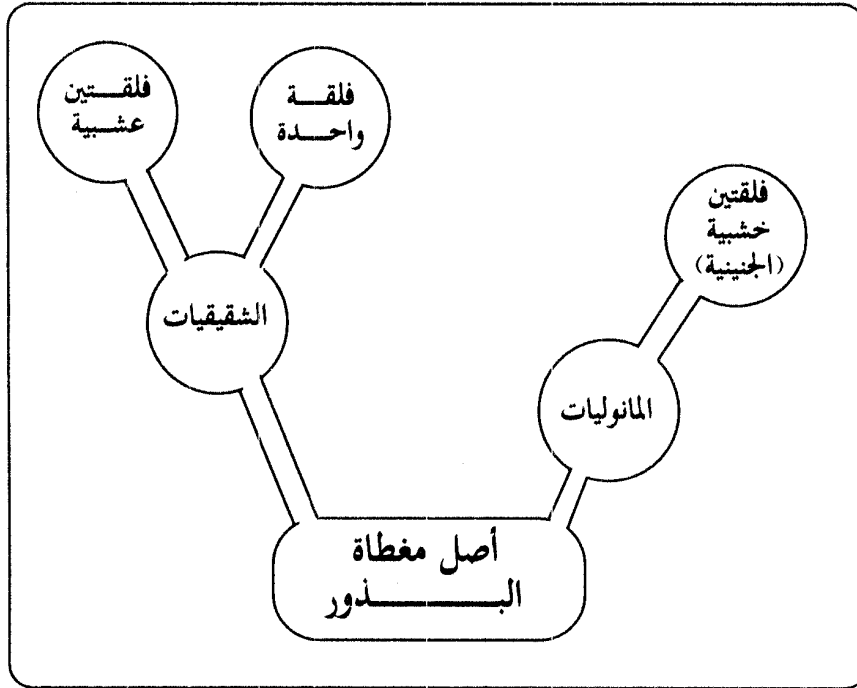 فلقتين
عشبية
فلقة
واحدة
فلقتين
خشبية
(الجنينية)
الشقيقيات
المانوليات
أصل مغطاة
البذور